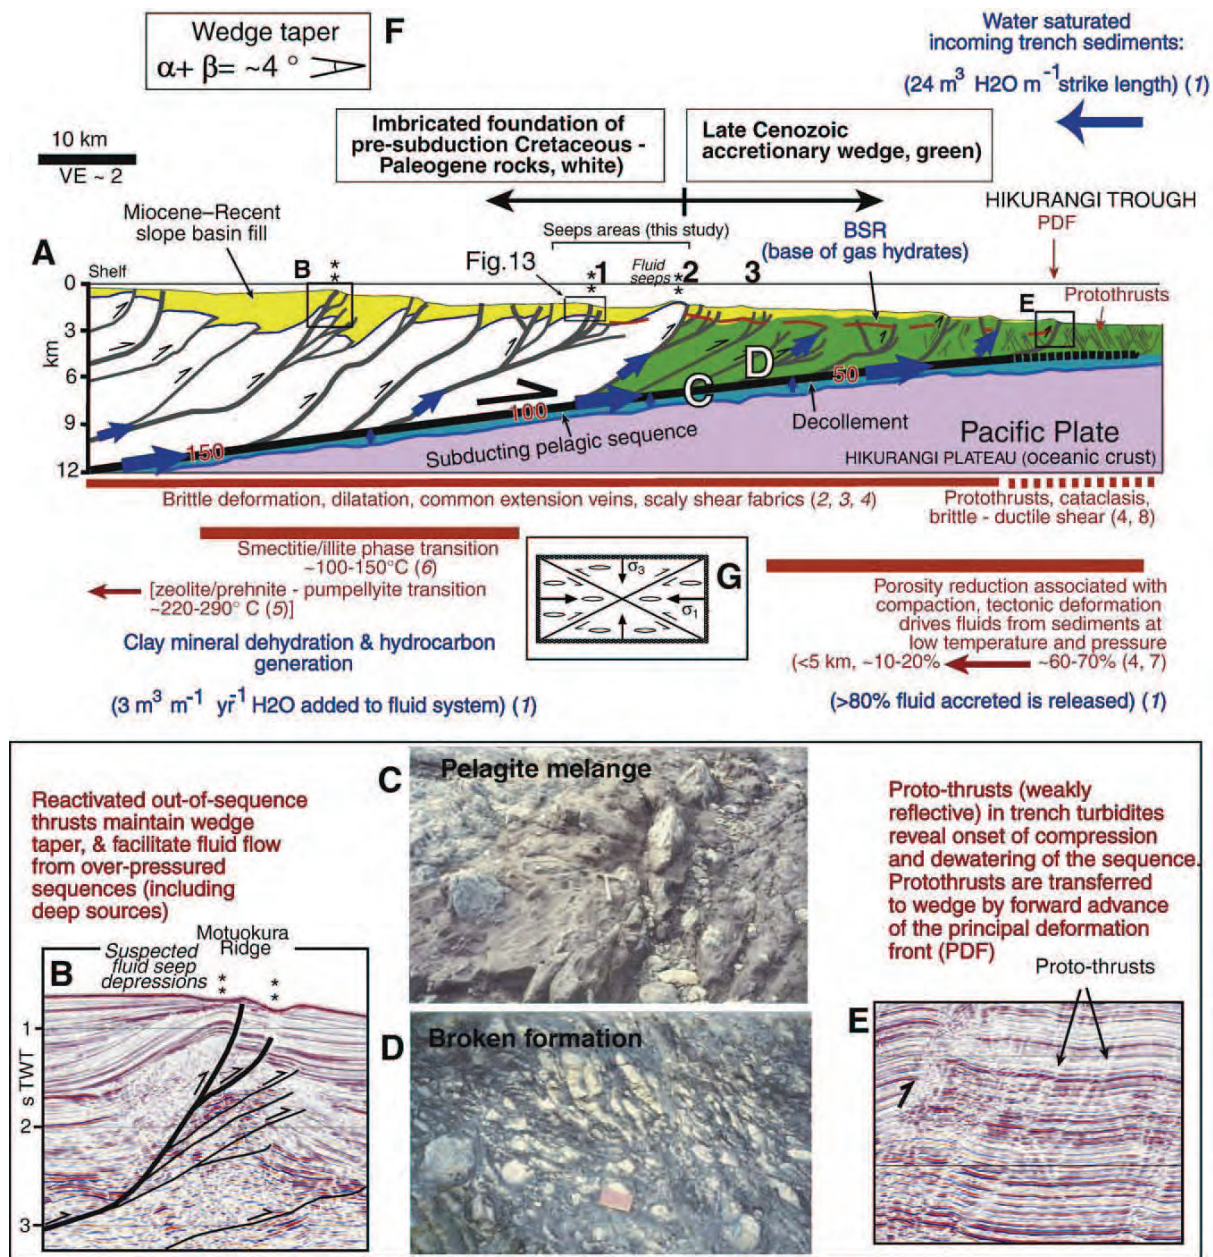 Wedge taper
α+ β= ~4 °
F
Water saturated
incoming trench sediments:
(24 m³ H2O m⁻¹ strike length) (1)
10 km
VE ~ 2
Imbricated foundation of
pre-subduction Cretaceous -
Paleogene rocks, white)
Late Cenozoic
accretionary wedge, green)
HIKURANGI TROUGH
PDF
Miocene–Recent
slope basin fill
Seeps areas (this study)
BSR
(base of gas hydrates)
A
Shelf
B
**
Fig.13
1
**
Fluid
seeps
**
2
3
E
Protothrusts
0
3
6
9
12
km
D
C
50
100
150
Decollement
Subducting pelagic sequence
Pacific Plate
HIKURANGI PLATEAU (oceanic crust)
Brittle deformation, dilatation, common extension veins, scaly shear fabrics (2, 3, 4)
Protothrusts, cataclasis,
brittle - ductile shear (4, 8)
Smectitie/illite phase transition
~100-150°C (6)
[zeolite/prehnite - pumpellyite transition
~220-290° C (5)]
Clay mineral dehydration & hydrocarbon
generation
(3 m³ m⁻¹ yr⁻¹ H2O added to fluid system) (1)
σ3
σ1
G
Porosity reduction associated with
compaction, tectonic deformation
drives fluids from sediments at
low temperature and pressure
(<5 km, ~10-20% ~60-70% (4, 7)
(>80% fluid accreted is released) (1)
Reactivated out-of-sequence
thrusts maintain wedge
taper, & facilitate fluid flow
from over-pressured
sequences (including
deep sources)
Motuokura
Ridge
Suspected
fluid seep
depressions
**
**
B
1
2
3
s TWT
C
Pelagite melange
D
Broken formation
Proto-thrusts (weakly
reflective) in trench turbidites
reveal onset of compression
and dewatering of the sequence.
Protothrusts are transferred
to wedge by forward advance
of the principal deformation
front (PDF)
Proto-thrusts
E